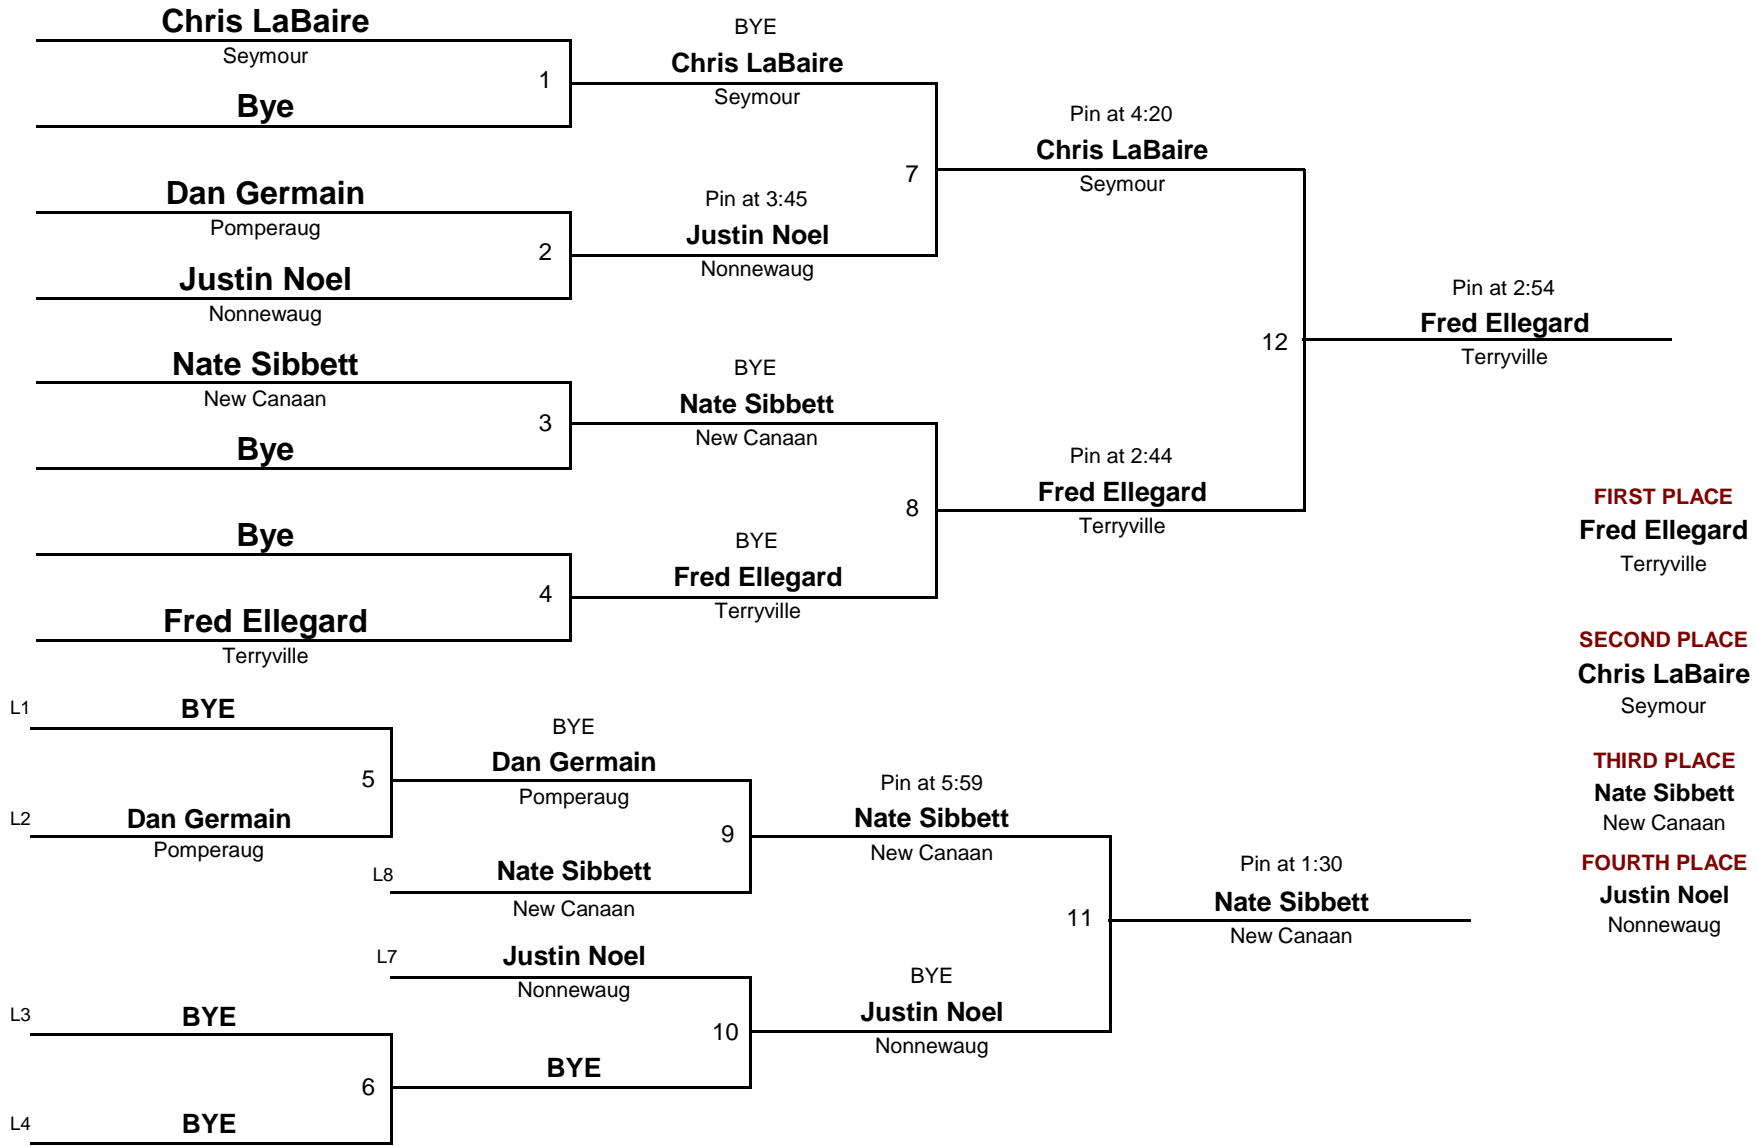 Chris LaBaire
Seymour
1
Bye
Dan Germain
Pomperaug
2
Justin Noel
Nonnewaug
Nate Sibbett
New Canaan
3
Bye
Bye
4
Fred Ellegard
Terryville
BYE
Chris LaBaire
Seymour
7
Pin at 3:45
Justin Noel
Nonnewaug
BYE
Nate Sibbett
New Canaan
8
BYE
Fred Ellegard
Terryville
Pin at 4:20
Chris LaBaire
Seymour
12
Pin at 2:44
Fred Ellegard
Terryville
Pin at 2:54
Fred Ellegard
Terryville
FIRST PLACE
Fred Ellegard
Terryville
SECOND PLACE
Chris LaBaire
Seymour
THIRD PLACE
Nate Sibbett
New Canaan
FOURTH PLACE
Justin Noel
Nonnewaug
L1 BYE
5
L2 Dan Germain
Pomperaug
L3 BYE
6
L4 BYE
BYE
Dan Germain
Pomperaug
9
L8 Nate Sibbett
New Canaan
L7 Justin Noel
Nonnewaug
10
BYE
Pin at 5:59
Nate Sibbett
New Canaan
11
BYE
Justin Noel
Nonnewaug
Pin at 1:30
Nate Sibbett
New Canaan